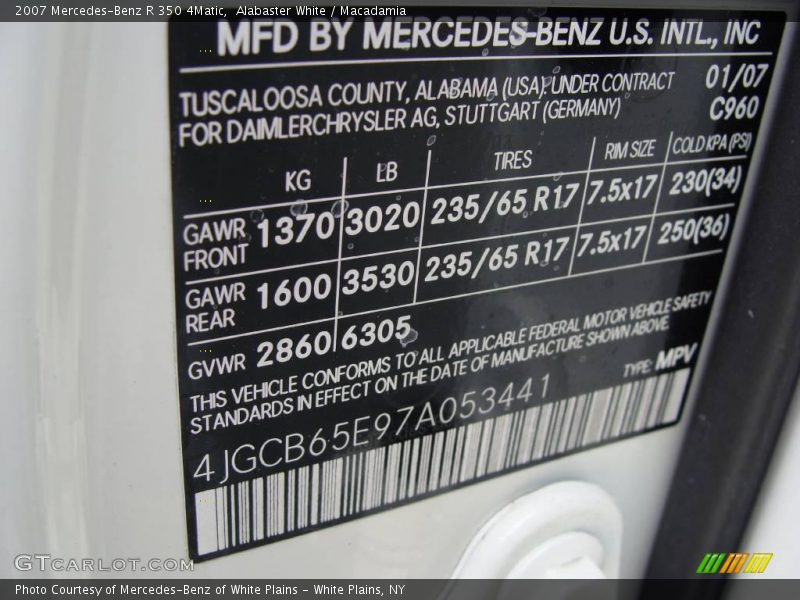 2007 Mercedes-Benz R 350 4Matic, Alabaster White / Macadamia
MFD BY MERCEDES-BENZ U.S. INTL., INC
TUSCALOOSA COUNTY, ALABAMA (USA) UNDER CONTRACT 01/07
FOR DAIMLERCHRYSLER AG, STUTTGART (GERMANY) C960
KG LB TIRES RIM SIZE COLD KPA (PSI)
GAWR FRONT 1370 3020 235/65 R17 7.5x17 230(34)
GAWR REAR 1600 3530 235/65 R17 7.5x17 250(36)
GVWR 2860 6305
THIS VEHICLE CONFORMS TO ALL APPLICABLE FEDERAL MOTOR VEHICLE SAFETY
STANDARDS IN EFFECT ON THE DATE OF MANUFACTURE SHOWN ABOVE.
TYPE: MPV
4JGCB65E97A053441
GTCARLOT.COM
Photo Courtesy of Mercedes-Benz of White Plains - White Plains, NY